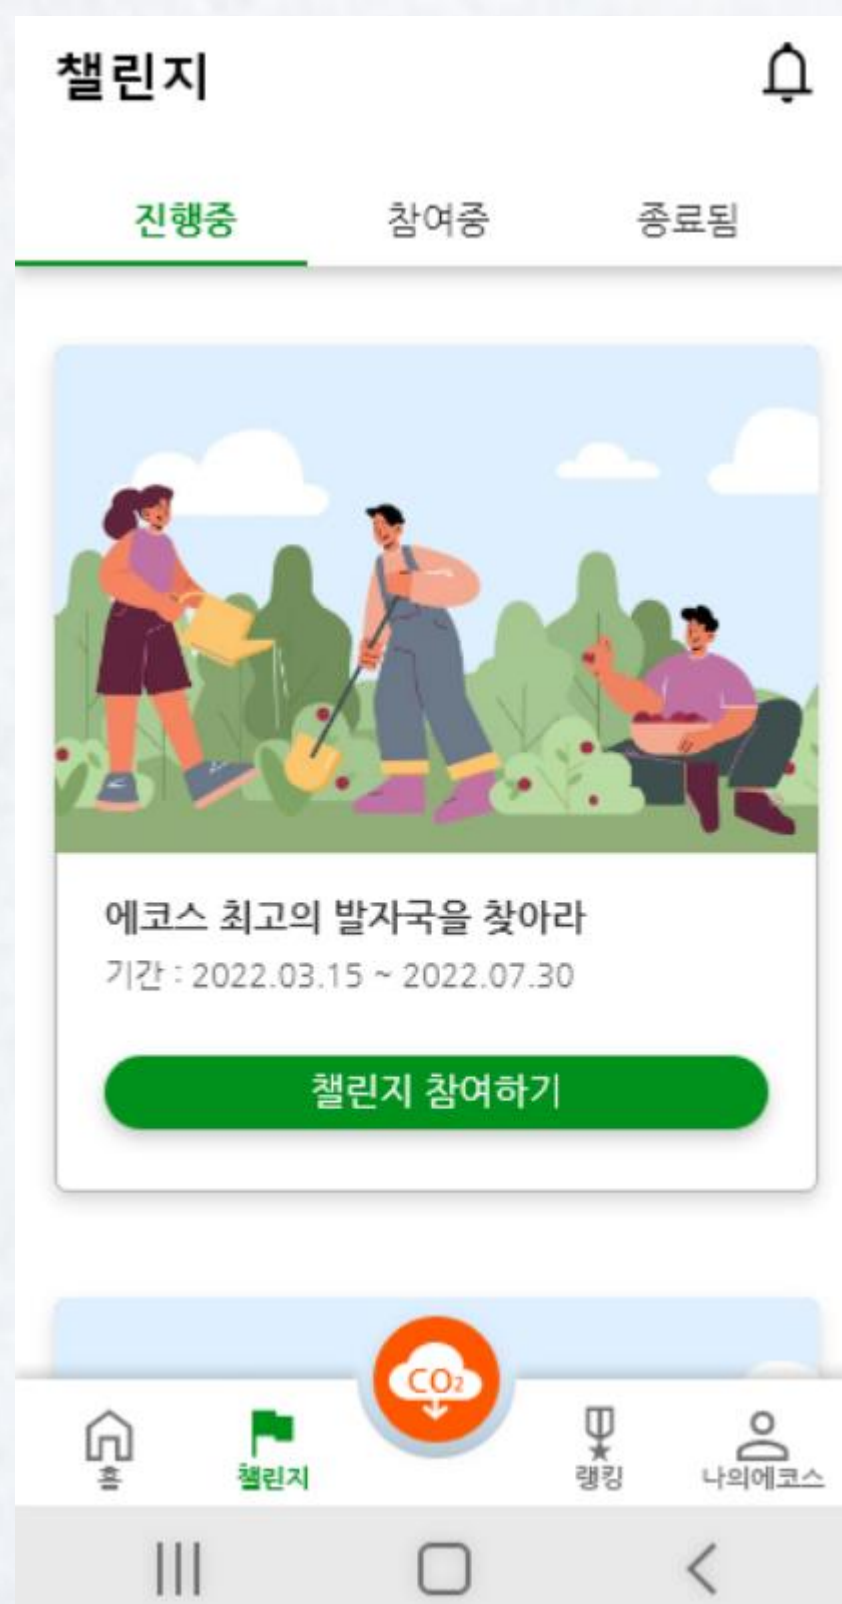 챌린지
진행중 참여중 종료됨
에코스 최고의 발자국을 찾아라
기간 : 2022.03.15 ~ 2022.07.30
챌린지 참여하기
CO₂
홈 챌린지 랭킹 나의에코스